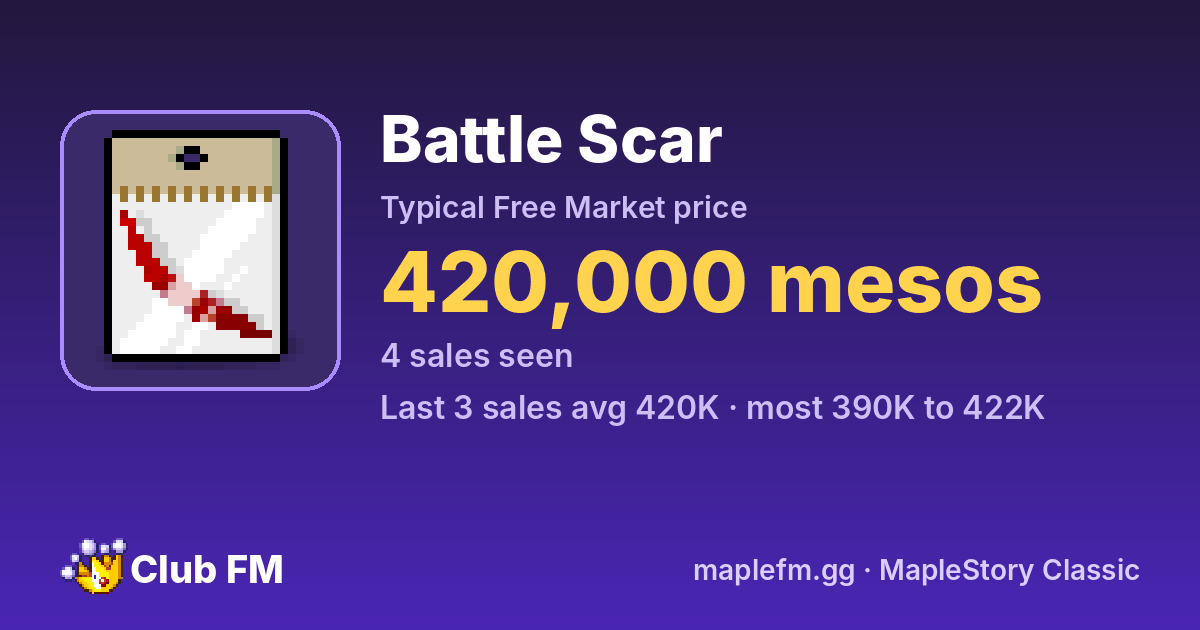 Battle Scar
Typical Free Market price
420,000 mesos
4 sales seen
Last 3 sales avg 420K · most 390K to 422K
Club FM
maplefm.gg · MapleStory Classic